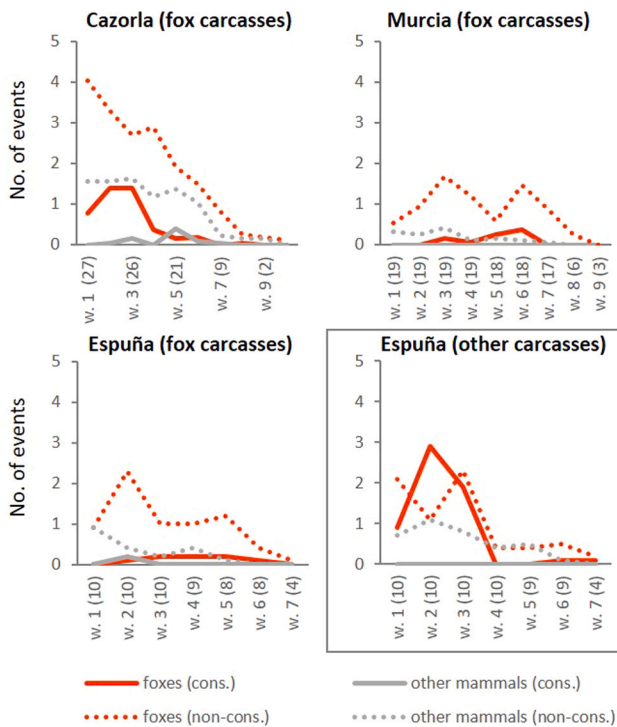 Cazorla (fox carcasses)
No. of events
5
4
3
2
1
0
w. 1 (27)
w. 3 (26)
w. 5 (21)
w. 7 (9)
w. 9 (2)
Murcia (fox carcasses)
5
4
3
2
1
0
w. 1 (19)
w. 2 (19)
w. 3 (19)
w. 4 (19)
w. 5 (18)
w. 6 (18)
w. 7 (17)
w. 8 (6)
w. 9 (3)
Espuña (fox carcasses)
No. of events
5
4
3
2
1
0
w. 1 (10)
w. 2 (10)
w. 3 (10)
w. 4 (9)
w. 5 (8)
w. 6 (8)
w. 7 (4)
Espuña (other carcasses)
5
4
3
2
1
0
w. 1 (10)
w. 2 (10)
w. 3 (10)
w. 4 (10)
w. 5 (9)
w. 6 (9)
w. 7 (4)
foxes (cons.)
other mammals (cons.)
foxes (non-cons.)
other mammals (non-cons.)